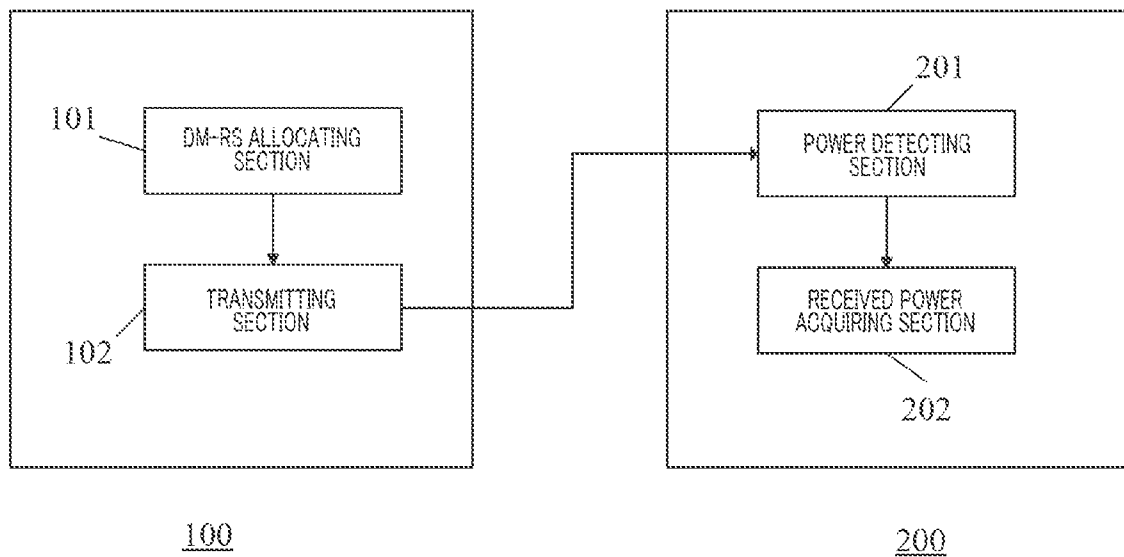 101
DM-RS ALLOCATING
SECTION
TRANSMITTING
SECTION
102
100
201
POWER DETECTING
SECTION
RECEIVED POWER
ACQUIRING SECTION
202
200